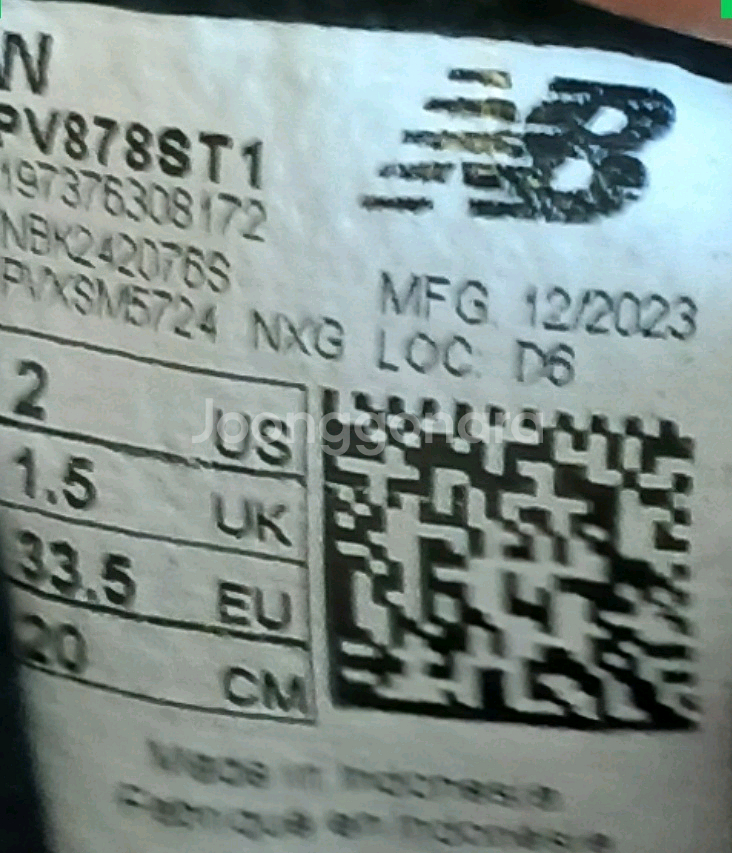 W
PV878ST1
197376308172
NBK242076S
PVXSM5724 NXG
MFG. 12/2023
LOC: D6
2 US
1.5 UK
33.5 EU
20 CM
Joonggonara
Made in Indonesia
Fabriqué en Indonésie